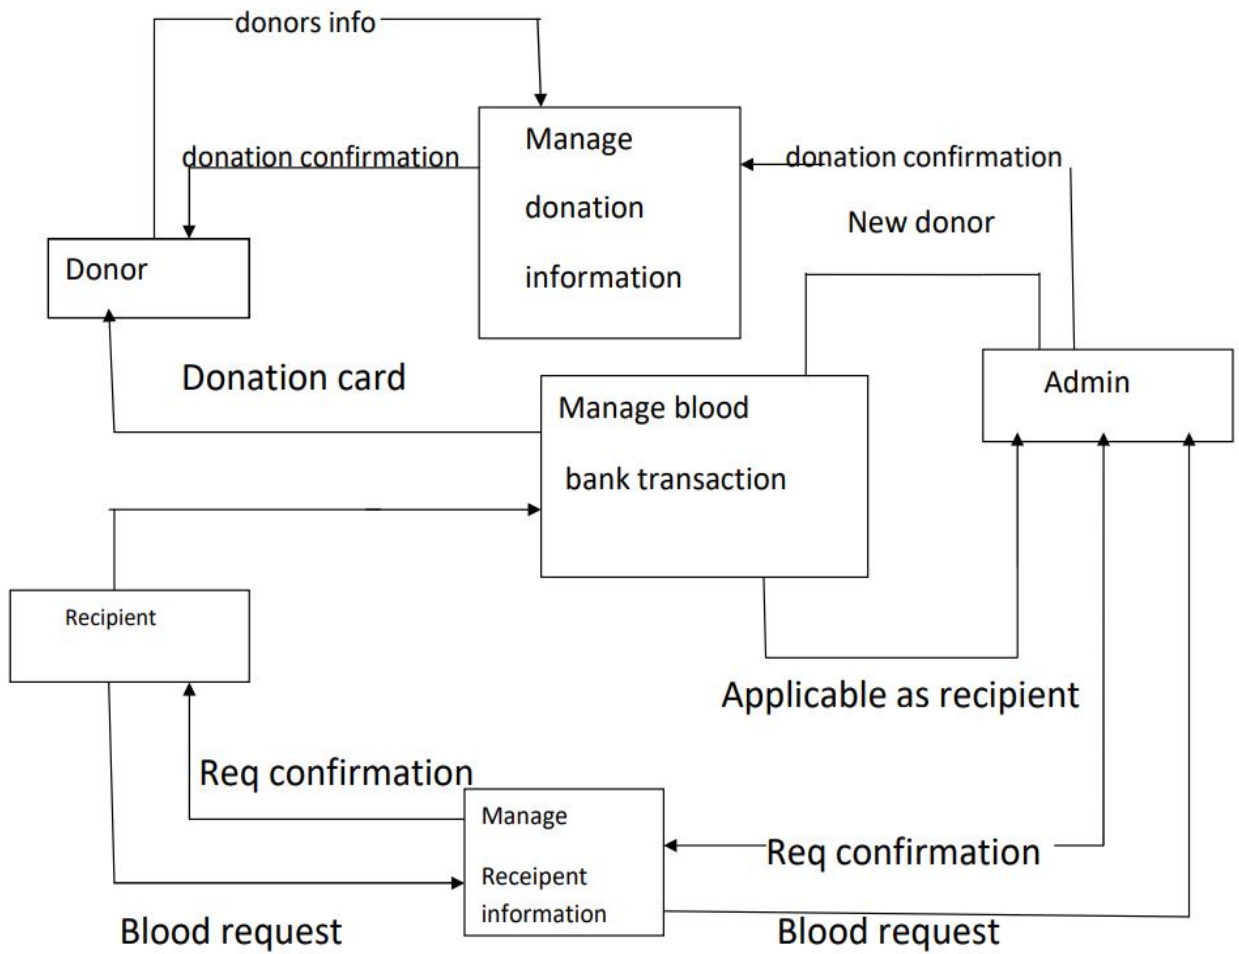 donors info
donation confirmation
Manage
donation
information
donation confirmation
New donor
Donor
Donation card
Manage blood
bank transaction
Admin
Recipient
Applicable as recipient
Req confirmation
Manage
Receipent
information
Req confirmation
Blood request
Blood request